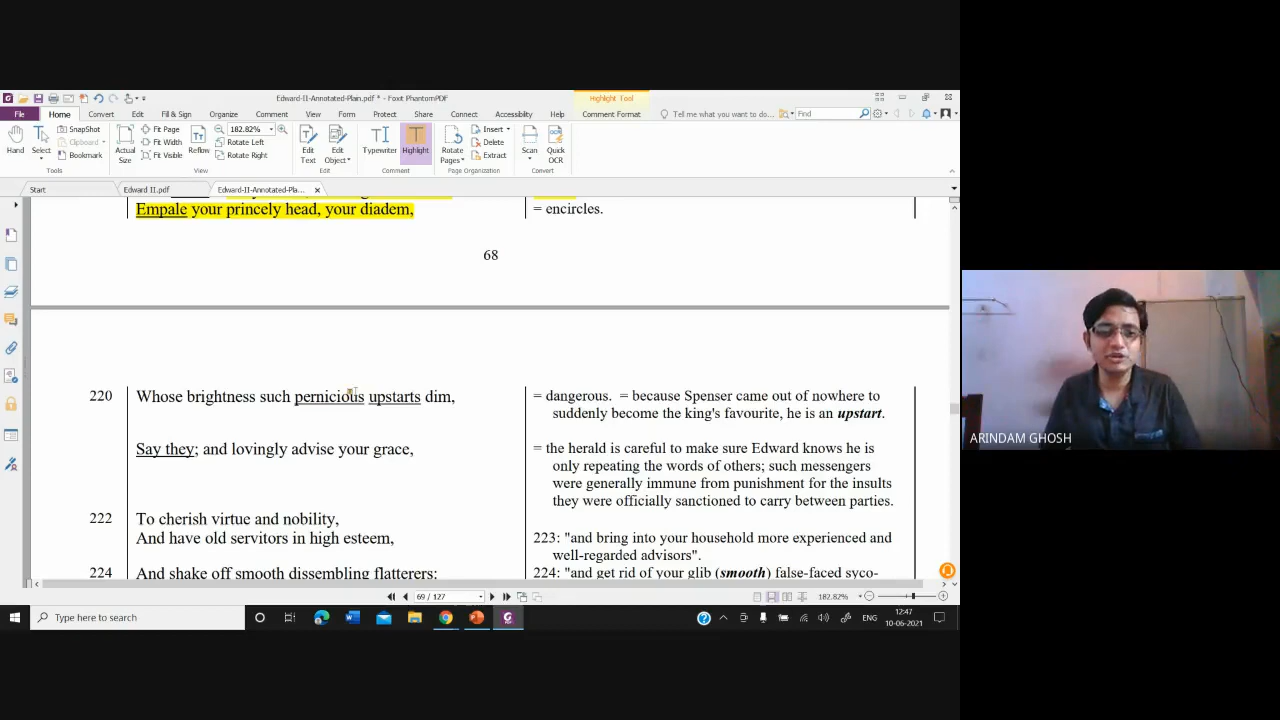 Edward-II-Annotated-Plain.pdf * - Foxit PhantomPDF
Highlight Tool
File Home Convert Edit Fill & Sign Organize Comment View Form Protect Share Connect Accessibility Help Comment Format Tell me what you want to do... Find
Hand Select SnapShot Clipboard Bookmark Actual Size Fit Page Fit Width Fit Visible Reflow 182.82% Rotate Left Rotate Right Edit Text Edit Object Typewriter Highlight Rotate Pages Insert Delete Extract Scan Quick OCR
Tools View Edit Comment Page Organization Convert
Start Edward II.pdf Edward-II-Annotated-Pla...
Empale your princely head, your diadem, = encircles.
68
220 Whose brightness such pernicious upstarts dim, = dangerous. = because Spenser came out of nowhere to
suddenly become the king's favourite, he is an upstart.
Say they; and lovingly advise your grace, = the herald is careful to make sure Edward knows he is
only repeating the words of others; such messengers
were generally immune from punishment for the insults
they were officially sanctioned to carry between parties.
222 To cherish virtue and nobility,
And have old servitors in high esteem, 223: "and bring into your household more experienced and
well-regarded advisors".
224 And shake off smooth dissembling flatterers: 224: "and get rid of your glib (smooth) false-faced syco-
69 / 127 182.82%
Type here to search ENG 12:47
10-06-2021
ARINDAM GHOSH